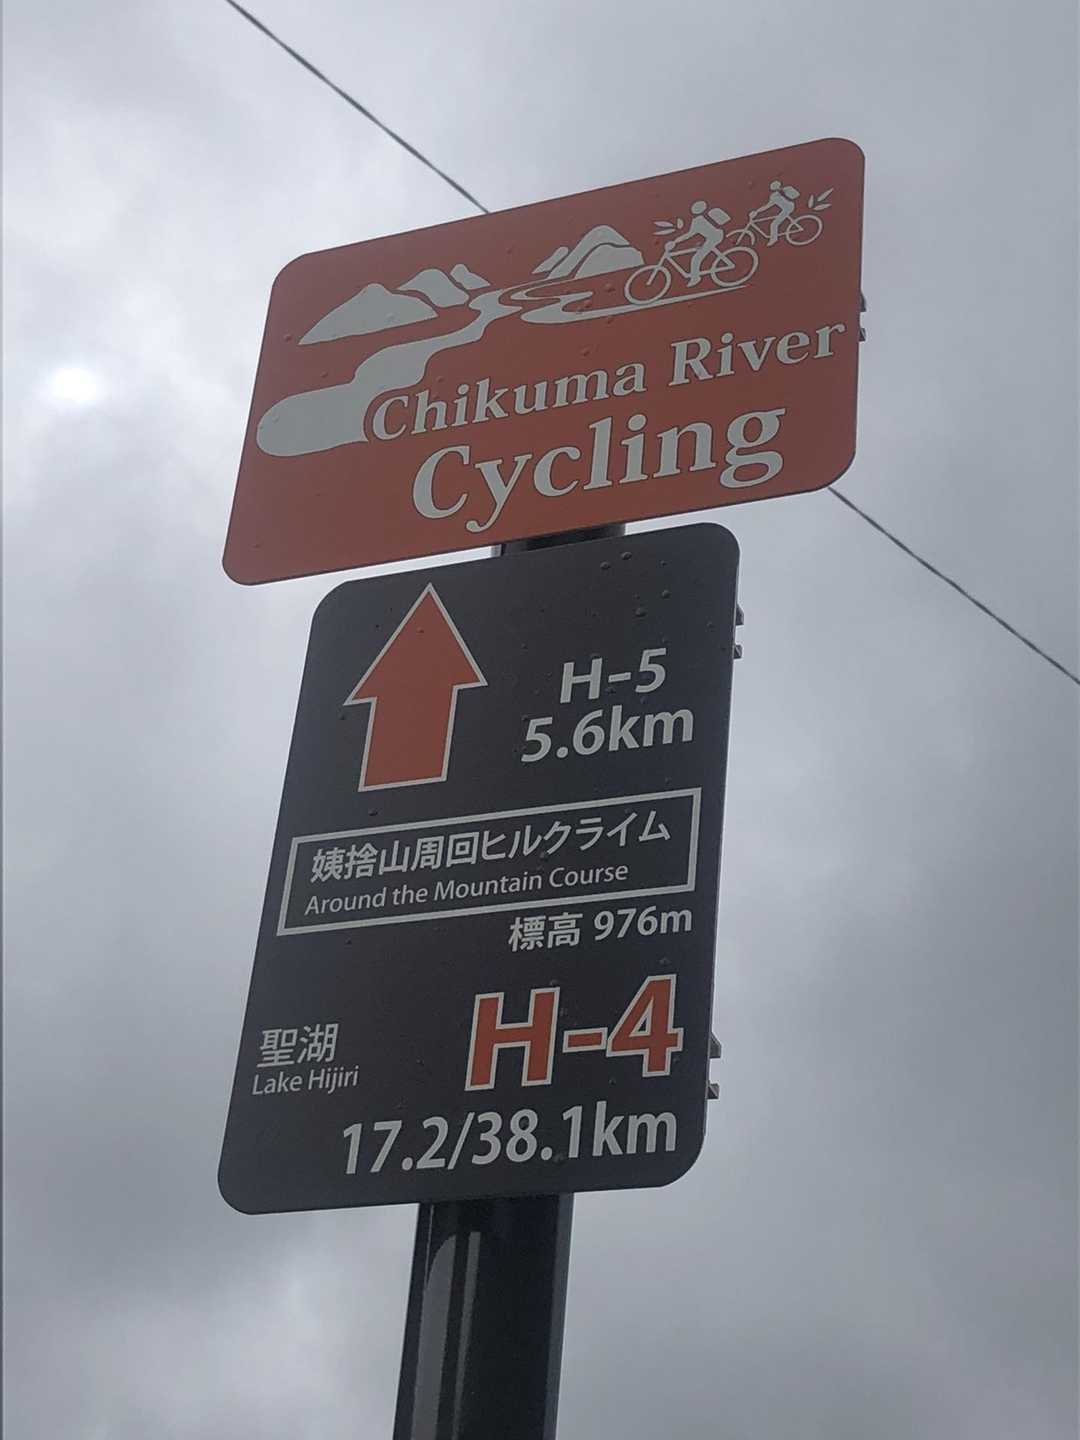 Chikuma River
Cycling
H-5
5.6km
姨捨山周回ヒルクライム
Around the Mountain Course
標高 976m
聖湖
Lake Hijiri
H-4
17.2/38.1km